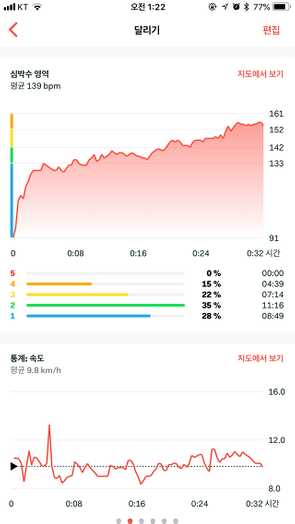 KT 오전 1:22 77%
달리기 편집
심박수 영역 지도에서 보기
평균 139 bpm
161
152
142
133
91
0 0:08 0:16 0:24 0:32 시간
5 0 % 00:00
4 15 % 04:39
3 22 % 07:14
2 35 % 11:16
1 28 % 08:49
통계: 속도 지도에서 보기
평균 9.8 km/h
16.0
12.0
8.0
0 0:08 0:16 0:24 0:32 시간